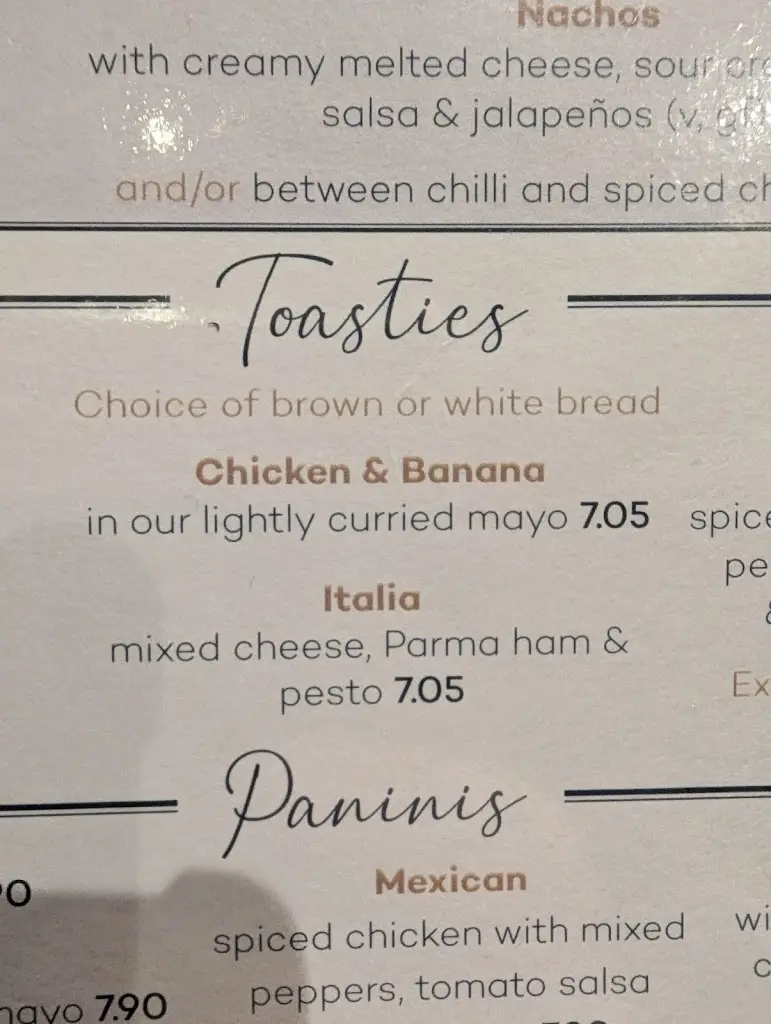 Nachos
with creamy melted cheese, sour
salsa & jalapeños (v,
and/or between chilli and spiced
Toasties
Choice of brown or white bread
Chicken & Banana
in our lightly curried mayo 7.05
Italia
mixed cheese, Parma ham &
pesto 7.05
Paninis
Mexican
spiced chicken with mixed
peppers, tomato salsa
mayo 7.90